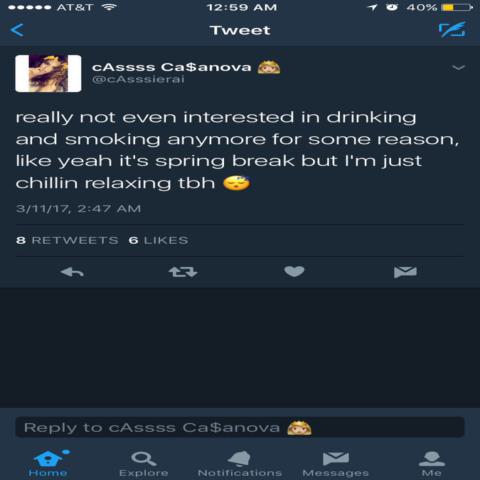 AT&T 12:59 AM 40%
Tweet
cAssss Ca$anova 👸🏼
@cAsssierai
really not even interested in drinking
and smoking anymore for some reason,
like yeah it's spring break but I'm just
chillin relaxing tbh 😴
3/11/17, 2:47 AM
8 RETWEETS 6 LIKES
Reply to cAssss Ca$anova 👸🏼
Home Explore Notifications Messages Me